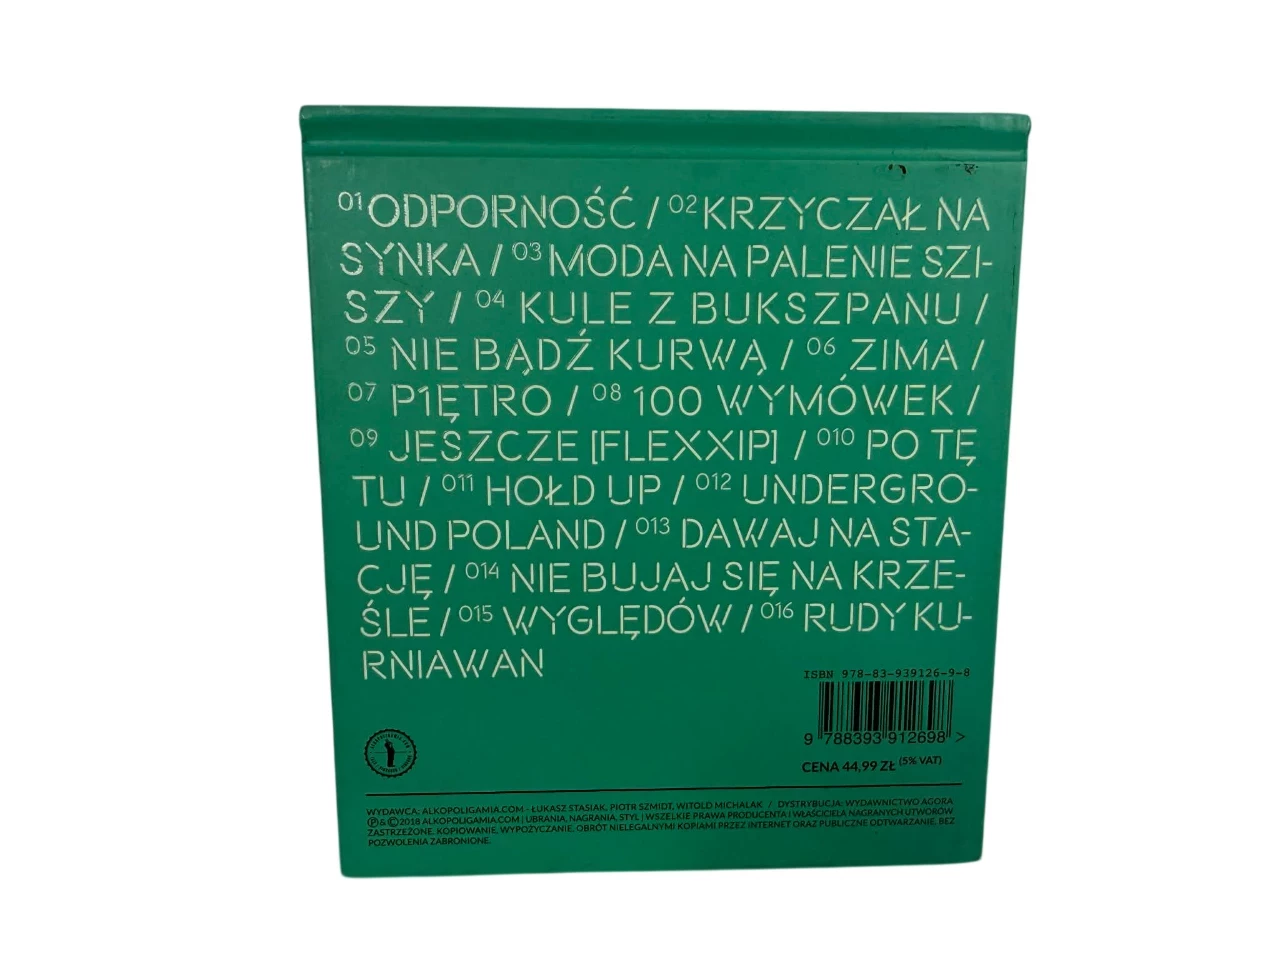 01 ODPORNOŚĆ / 02 KRZYCZAŁ NA
SYNKA / 03 MODA NA PALENIE SZI-
SZY / 04 KULE Z BUKSZPANU /
05 NIE BĄDŹ KURWĄ / 06 ZIMA /
07 P1ĘTRO / 08 100 WYMÓWEK /
09 JESZCZE [FLEXXIP] / 010 PO TĘ
TU / 011 HOŁD UP / 012 UNDERGRO-
UND POLAND / 013 DAWAJ NA STA-
CJĘ / 014 NIE BUJAJ SIĘ NA KRZE-
ŚLE / 015 WYGLĘDÓW / 016 RUDY KU-
RNIAWAN
ISBN 978-83-939126-9-8
9 788393 912698 >
CENA 44,99 ZŁ (5% VAT)
WYDAWCA: ALKOPOLIGAMIA.COM - ŁUKASZ STASIAK, PIOTR SZMIDT, WITOLD MICHALAK / DYSTRYBUCJA: WYDAWNICTWO AGORA
Ⓟ & Ⓒ 2018 ALKOPOLIGAMIA.COM | UBRANIA, NAGRANIA, STYL | WSZELKIE PRAWA PRODUCENTA I WŁAŚCICIELA NAGRANYCH UTWORÓW
ZASTRZEŻONE. KOPIOWANIE, WYPOŻYCZANIE, OBRÓT NIELEGALNYMI KOPIAMI PRZEZ INTERNET ORAZ PUBLICZNE ODTWARZANIE, BEZ
POZWOLENIA ZABRONIONE.